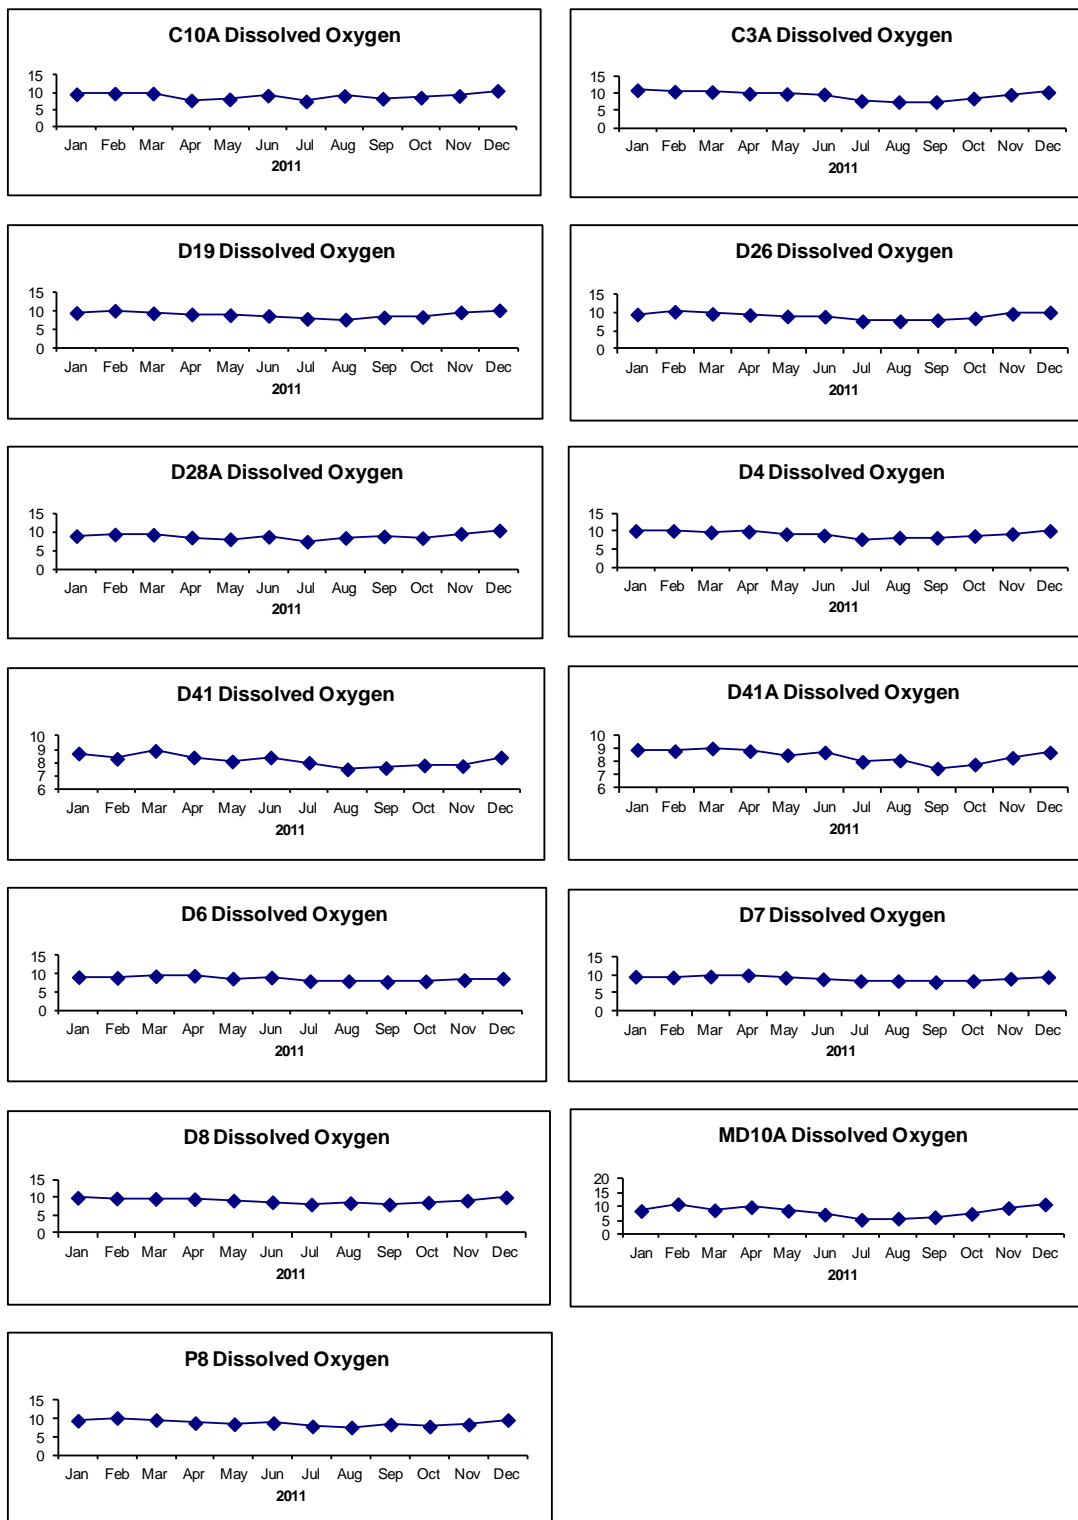 C10A Dissolved Oxygen
15
10
5
0
Jan Feb Mar Apr May Jun Jul Aug Sep Oct Nov Dec
2011
C3A Dissolved Oxygen
15
10
5
0
Jan Feb Mar Apr May Jun Jul Aug Sep Oct Nov Dec
2011
D19 Dissolved Oxygen
15
10
5
0
Jan Feb Mar Apr May Jun Jul Aug Sep Oct Nov Dec
2011
D26 Dissolved Oxygen
15
10
5
0
Jan Feb Mar Apr May Jun Jul Aug Sep Oct Nov Dec
2011
D28A Dissolved Oxygen
15
10
5
0
Jan Feb Mar Apr May Jun Jul Aug Sep Oct Nov Dec
2011
D4 Dissolved Oxygen
15
10
5
0
Jan Feb Mar Apr May Jun Jul Aug Sep Oct Nov Dec
2011
D41 Dissolved Oxygen
10
9
8
7
6
Jan Feb Mar Apr May Jun Jul Aug Sep Oct Nov Dec
2011
D41A Dissolved Oxygen
10
9
8
7
6
Jan Feb Mar Apr May Jun Jul Aug Sep Oct Nov Dec
2011
D6 Dissolved Oxygen
15
10
5
0
Jan Feb Mar Apr May Jun Jul Aug Sep Oct Nov Dec
2011
D7 Dissolved Oxygen
15
10
5
0
Jan Feb Mar Apr May Jun Jul Aug Sep Oct Nov Dec
2011
D8 Dissolved Oxygen
15
10
5
0
Jan Feb Mar Apr May Jun Jul Aug Sep Oct Nov Dec
2011
MD10A Dissolved Oxygen
20
15
10
5
0
Jan Feb Mar Apr May Jun Jul Aug Sep Oct Nov Dec
2011
P8 Dissolved Oxygen
15
10
5
0
Jan Feb Mar Apr May Jun Jul Aug Sep Oct Nov Dec
2011